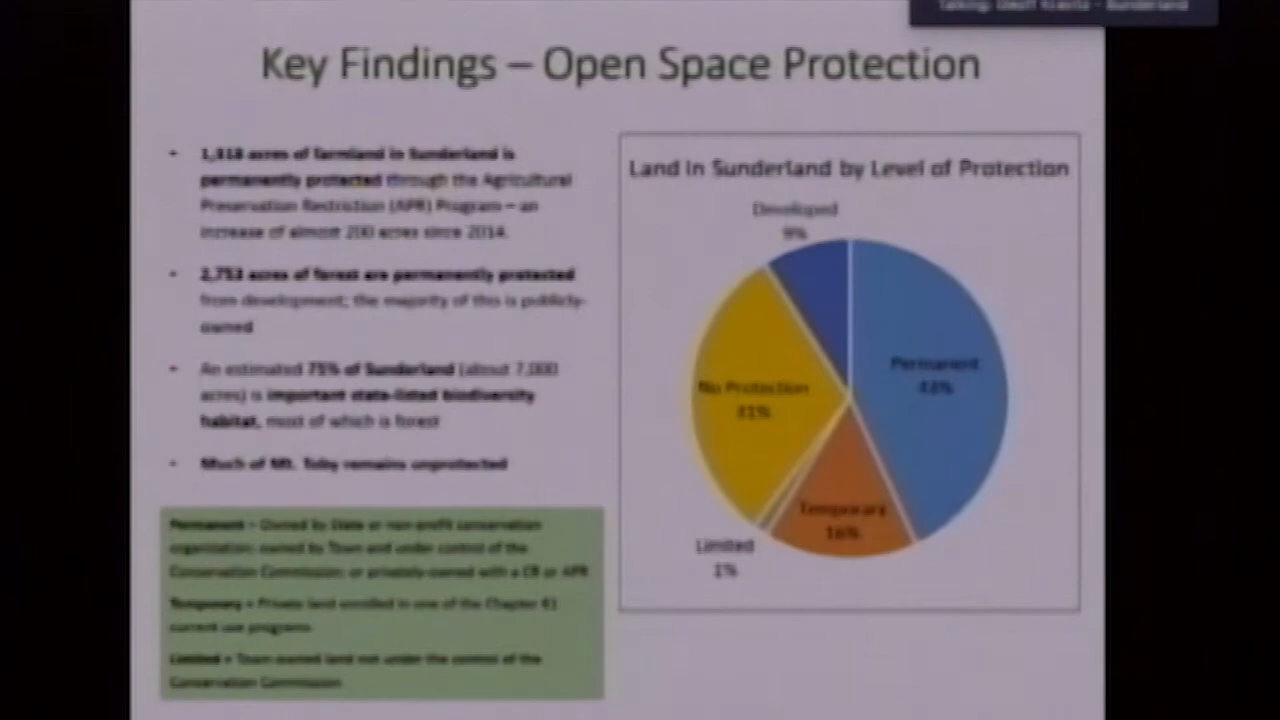 Talking: Geoff Kravitz - Sunderland
Key Findings – Open Space Protection
• 1,918 acres of farmland in Sunderland is
permanently protected through the Agricultural
Preservation Restriction (APR) Program – an
increase of almost 200 acres since 2014.
• 2,753 acres of forest are permanently protected
from development; the majority of this is publicly-
owned
• An estimated 75% of Sunderland (about 7,000
acres) is important state-listed biodiversity
habitat, most of which is forest
• Much of Mt. Toby remains unprotected
Permanent – Owned by State or non-profit conservation
organization; owned by Town and under control of the
Conservation Commission; or privately-owned with a CR or APR
Temporary = Private land enrolled in one of the Chapter 61
current use programs
Limited = Town-owned land not under the control of the
Conservation Commission
Land in Sunderland by Level of Protection
Developed
9%
Permanent
43%
No Protection
31%
Temporary
16%
Limited
1%